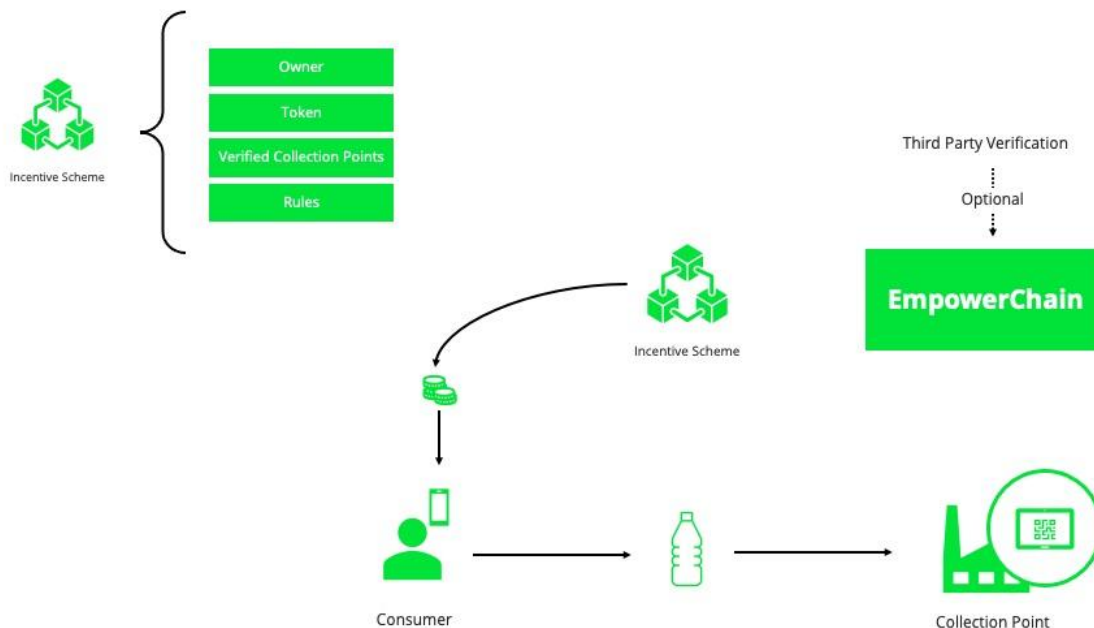 Owner
Token
Verified Collection Points
Rules
Incentive Scheme
Third Party Verification
Optional
EmpowerChain
Incentive Scheme
Consumer
Collection Point